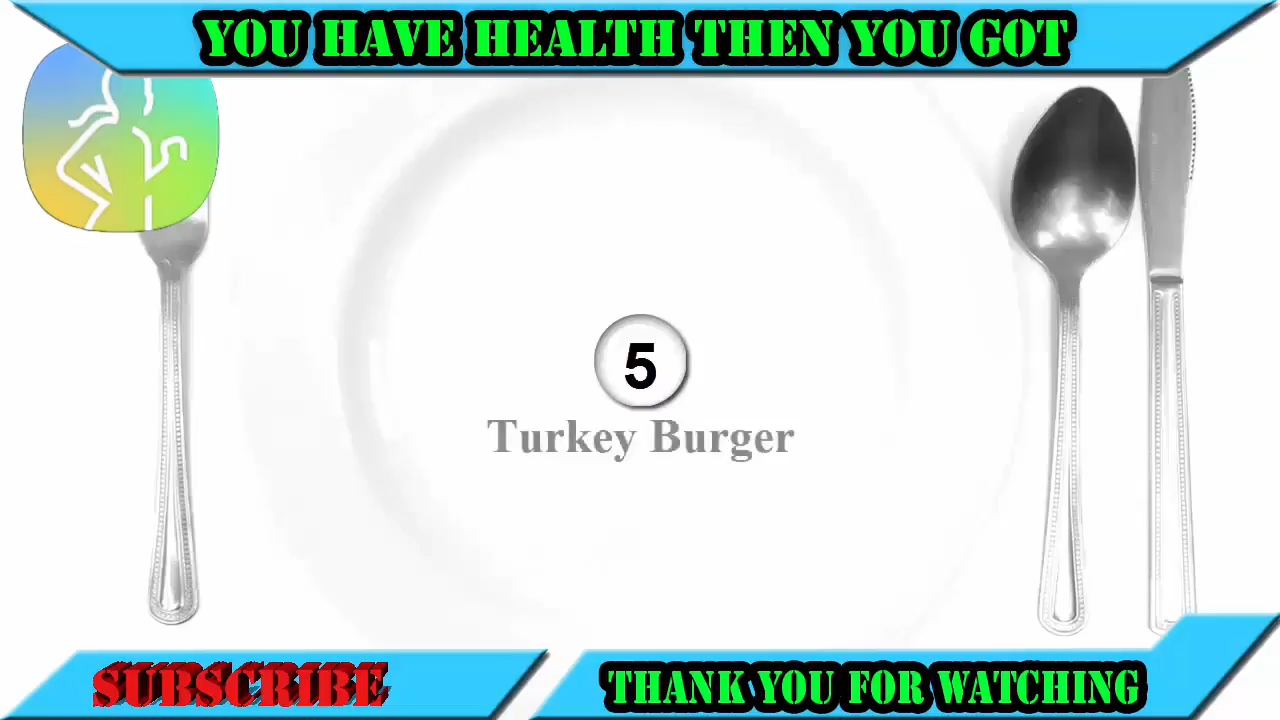 YOU HAVE HEALTH THEN YOU GOT
5
Turkey Burger
SUBSCRIBE
THANK YOU FOR WATCHING